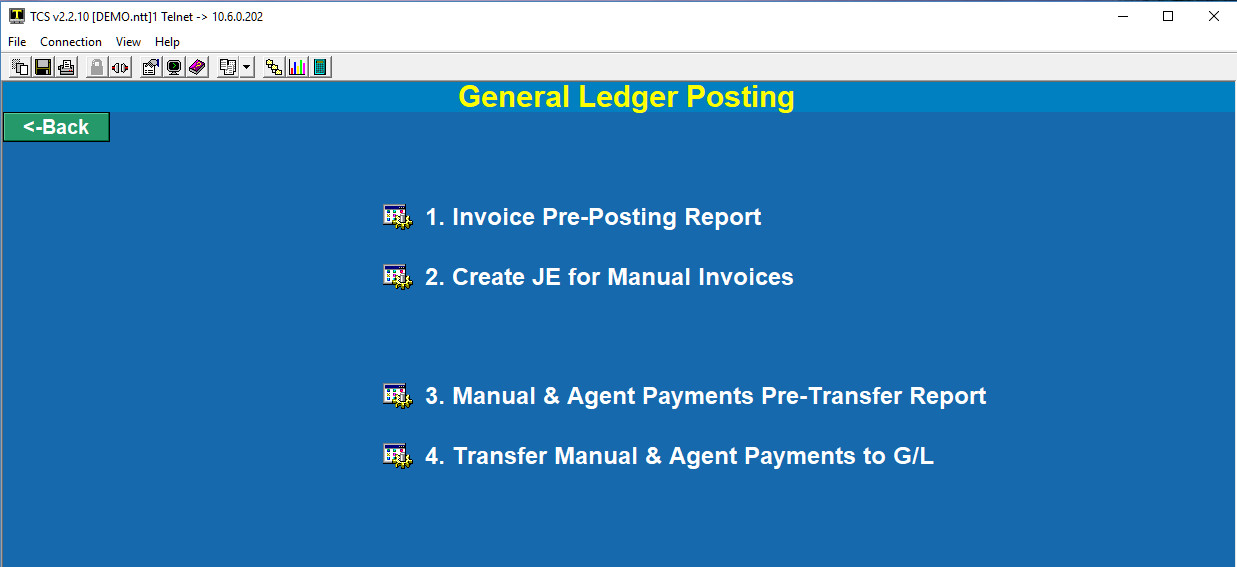 TCS v2.2.10 [DEMO.ntt]1 Telnet -> 10.6.0.202
File Connection View Help
General Ledger Posting
<-Back
1. Invoice Pre-Posting Report
2. Create JE for Manual Invoices
3. Manual & Agent Payments Pre-Transfer Report
4. Transfer Manual & Agent Payments to G/L